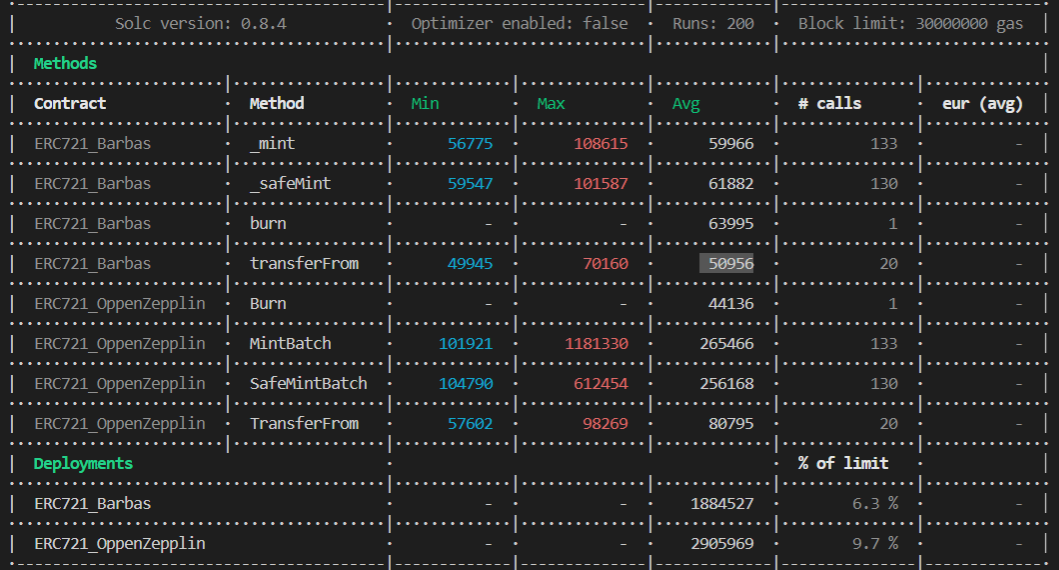 Solc version: 0.8.4 · Optimizer enabled: false · Runs: 200 · Block limit: 30000000 gas
Methods
Contract · Method · Min · Max · Avg · # calls · eur (avg)
ERC721_Barbas · _mint · 56775 · 108615 · 59966 · 133 · -
ERC721_Barbas · _safeMint · 59547 · 101587 · 61882 · 130 · -
ERC721_Barbas · burn · - · - · 63995 · 1 · -
ERC721_Barbas · transferFrom · 49945 · 70160 · 50956 · 20 · -
ERC721_OppenZepplin · Burn · - · - · 44136 · 1 · -
ERC721_OppenZepplin · MintBatch · 101921 · 1181330 · 265466 · 133 · -
ERC721_OppenZepplin · SafeMintBatch · 104790 · 612454 · 256168 · 130 · -
ERC721_OppenZepplin · TransferFrom · 57602 · 98269 · 80795 · 20 · -
Deployments · · % of limit ·
ERC721_Barbas · - · - · 1884527 · 6.3 % · -
ERC721_OppenZepplin · - · - · 2905969 · 9.7 % · -